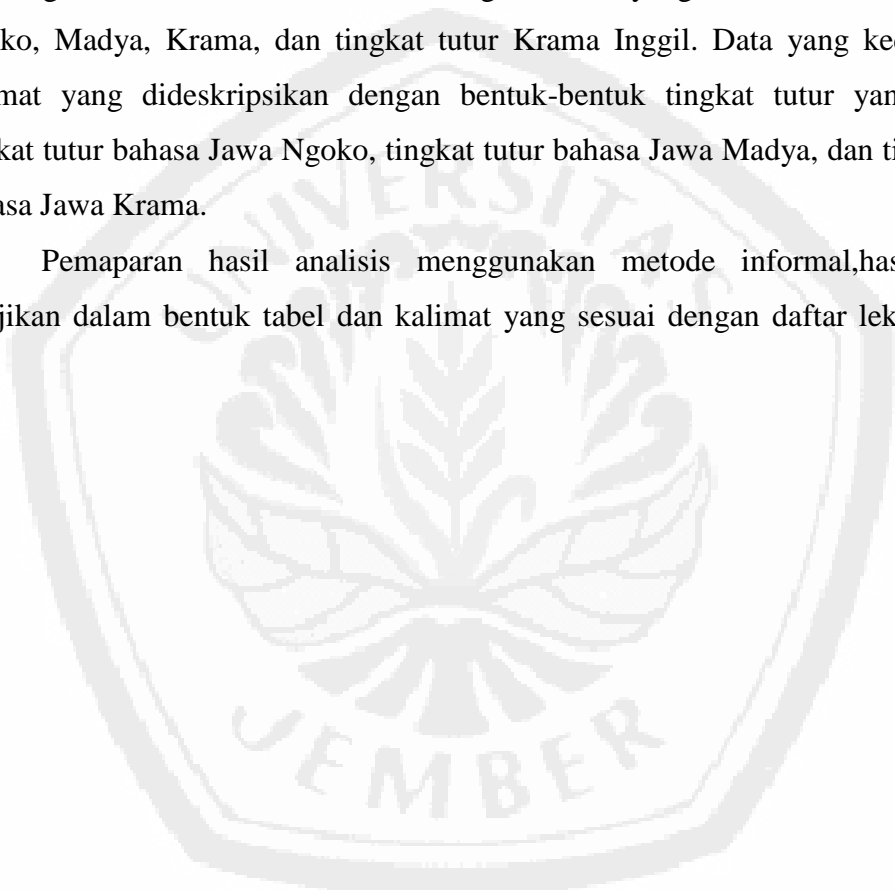 ko, Madya, Krama, dan tingkat tutur Krama Inggil. Data yang ke
mat yang dideskripsikan dengan bentuk-bentuk tingkat tutur yan
kat tutur bahasa Jawa Ngoko, tingkat tutur bahasa Jawa Madya, dan ti
asa Jawa Krama.
Pemaparan hasil analisis menggunakan metode informal,has
jikan dalam bentuk tabel dan kalimat yang sesuai dengan daftar lek
UNIVERSITAS
JEMBER